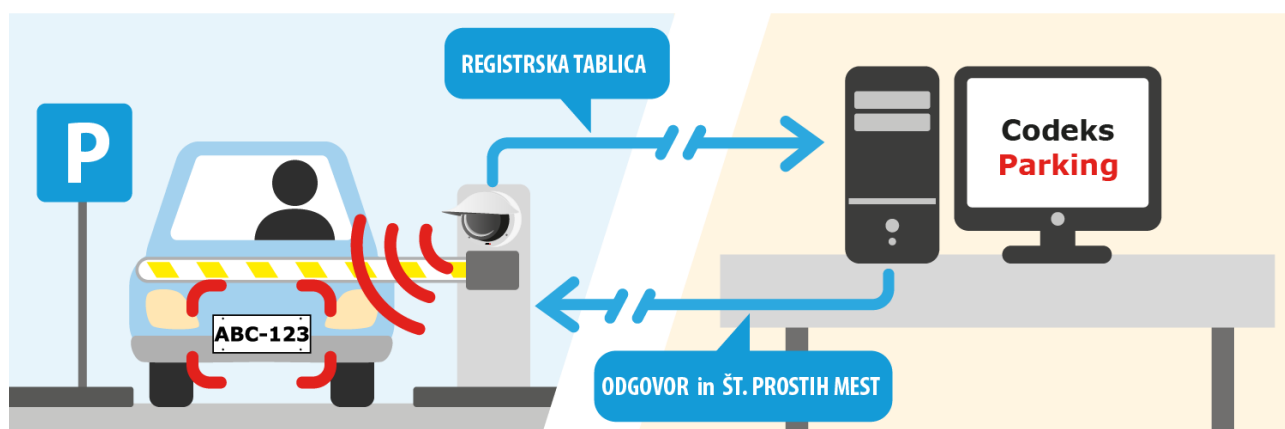 REGISTRSKA TABLICA
P
Codeks
Parking
ABC-123
ODGOVOR in ŠT. PROSTIH MEST